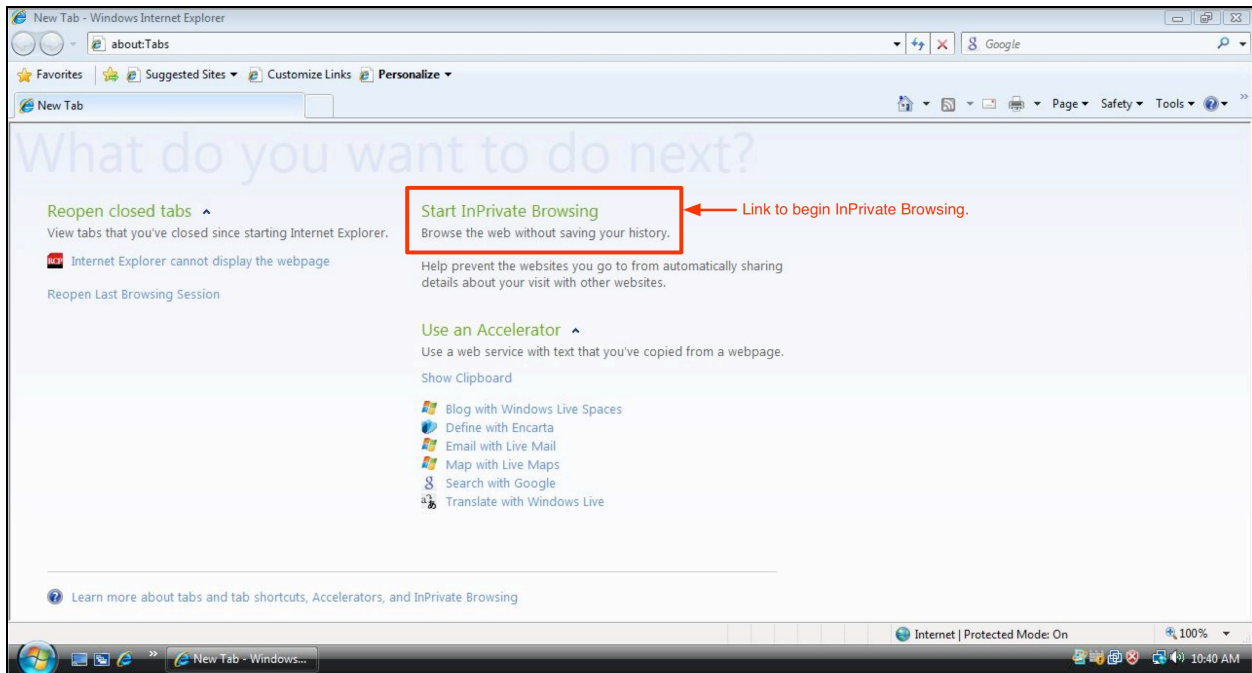 New Tab - Windows Internet Explorer
about:Tabs
Google
Favorites Suggested Sites Customize Links Personalize
New Tab
Page Safety Tools
What do you want to do next?
Reopen closed tabs
View tabs that you've closed since starting Internet Explorer.
RCP Internet Explorer cannot display the webpage
Reopen Last Browsing Session
Start InPrivate Browsing
Browse the web without saving your history.
Link to begin InPrivate Browsing.
Help prevent the websites you go to from automatically sharing
details about your visit with other websites.
Use an Accelerator
Use a web service with text that you've copied from a webpage.
Show Clipboard
Blog with Windows Live Spaces
Define with Encarta
Email with Live Mail
Map with Live Maps
Search with Google
Translate with Windows Live
Learn more about tabs and tab shortcuts, Accelerators, and InPrivate Browsing
Internet | Protected Mode: On
100%
New Tab - Windows...
10:40 AM